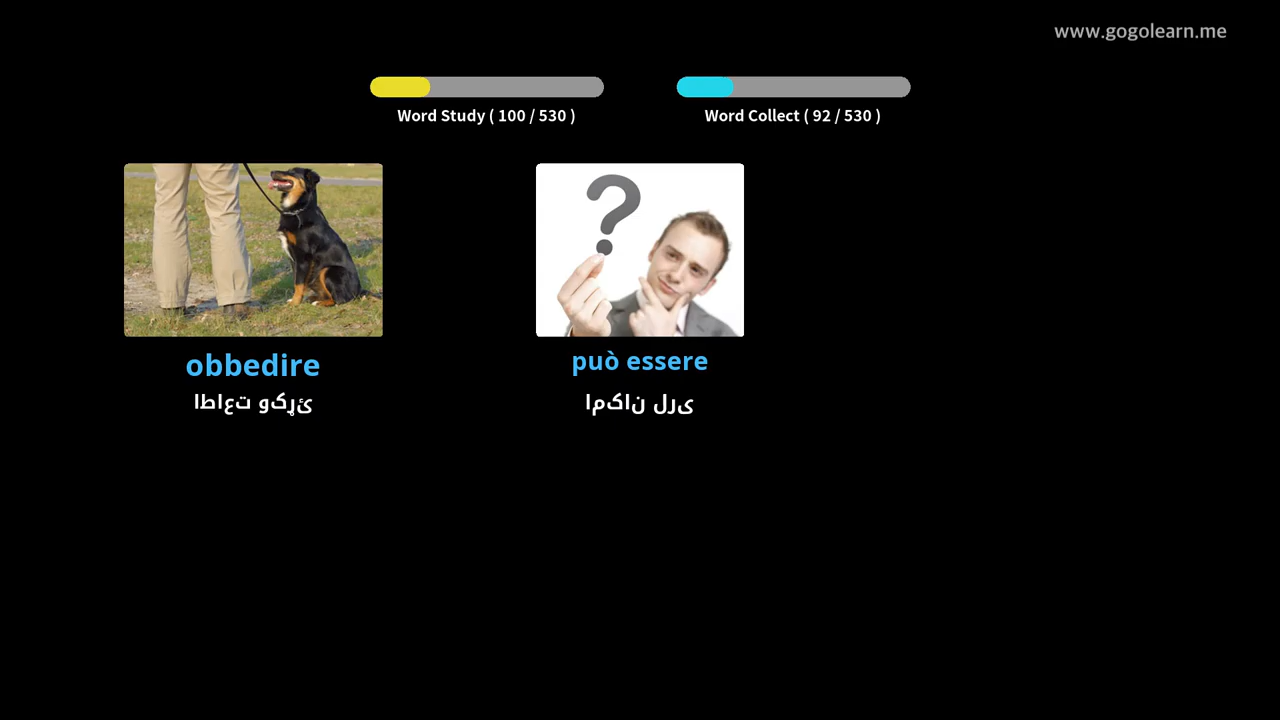 www.gogolearn.me
Word Study ( 100 / 530 )
Word Collect ( 92 / 530 )
obbedire
اطاعت وکړئ
può essere
امکان لری